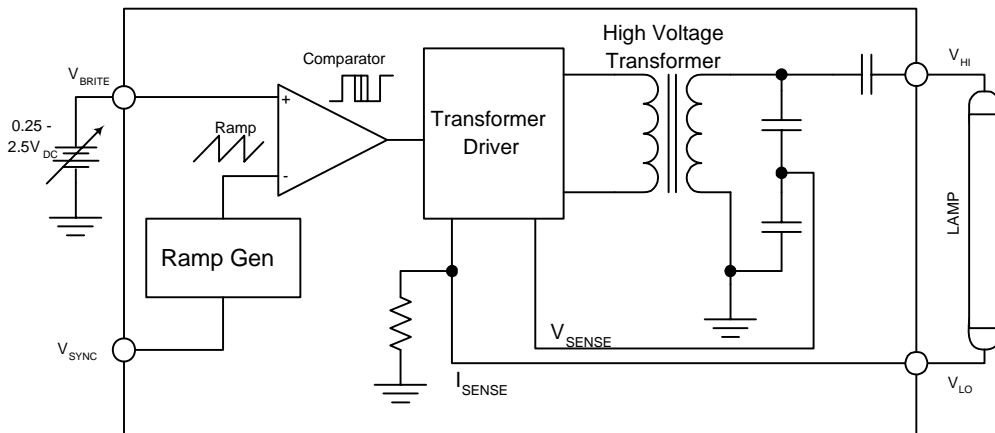 High Voltage
Transformer
Comparator
V_BRITE
V_HI
+
0.25 -
2.5V_DC
Ramp
Transformer
Driver
-
Ramp Gen
LAMP
V_SENSE
V_SYNC
I_SENSE
V_LO